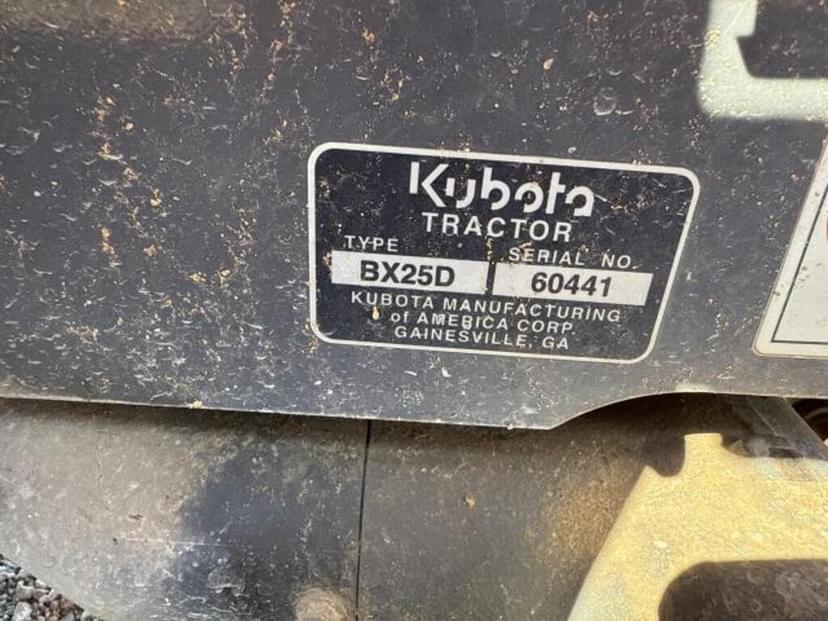 Kubota
TRACTOR
TYPE SERIAL NO.
BX25D 60441
KUBOTA MANUFACTURING
of AMERICA CORP.
GAINESVILLE, GA